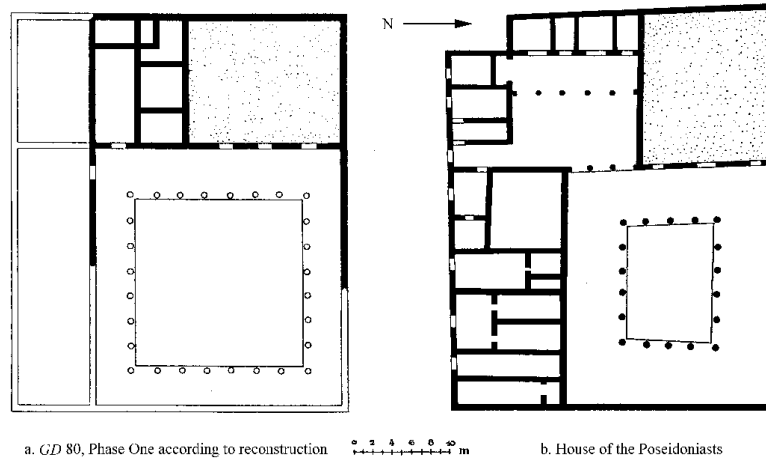 N
a. GD 80, Phase One according to reconstruction
0 2 4 6 8 10 m
b. House of the Poseidoniasts